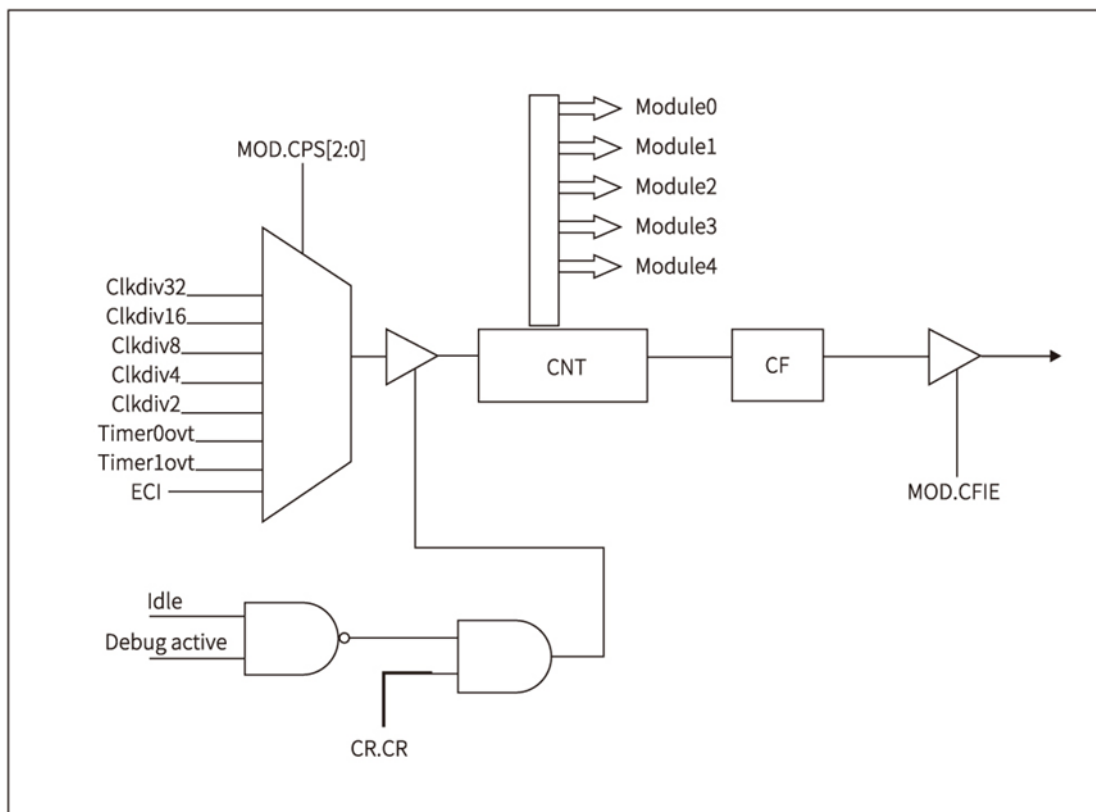 Module0
Module1
MOD.CPS[2:0]
Module2
Module3
Module4
Clkdiv32
Clkdiv16
Clkdiv8
Clkdiv4
Clkdiv2
Timer0ovt
Timer1ovt
ECI
CNT
CF
MOD.CFIE
Idle
Debug active
CR.CR